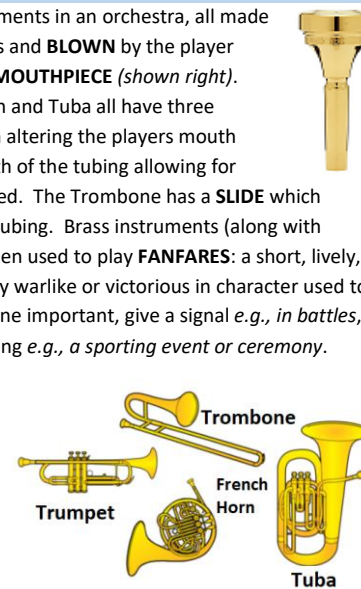 ments in an orchestra, all made
s and BLOWN by the player
MOUTHPIECE (shown right).
n and Tuba all have three
altering the players mouth
th of the tubing allowing for
ed. The Trombone has a SLIDE which
ubing. Brass instruments (along with
en used to play FANFARES: a short, lively,
y warlike or victorious in character used to
ne important, give a signal e.g., in battles,
ng e.g., a sporting event or ceremony.
Trombone
French
Horn
Trumpet
Tuba